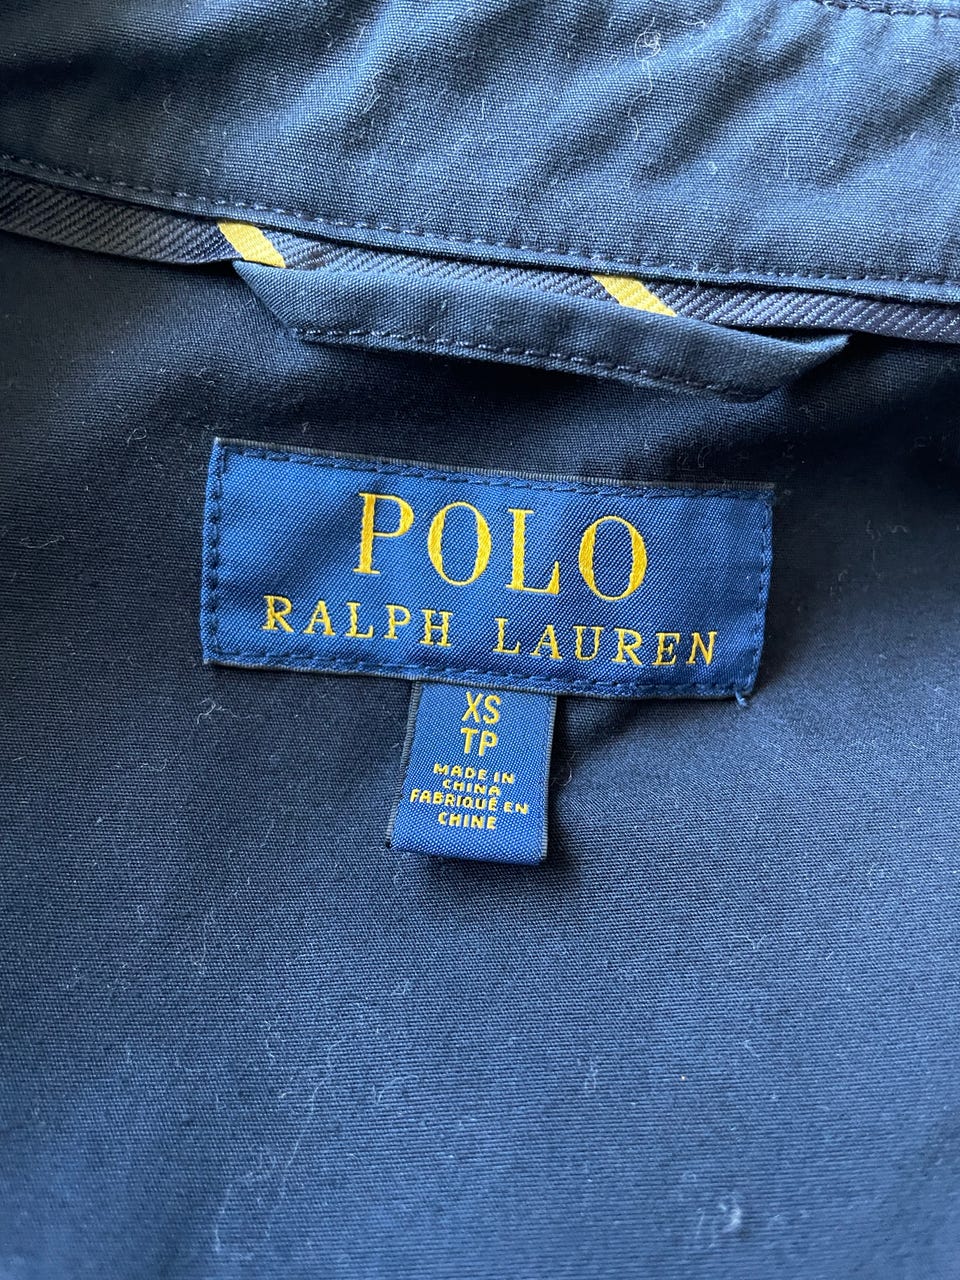 POLO
RALPH LAUREN
XS
TP
MADE IN
CHINA
FABRIQUÉ EN
CHINE